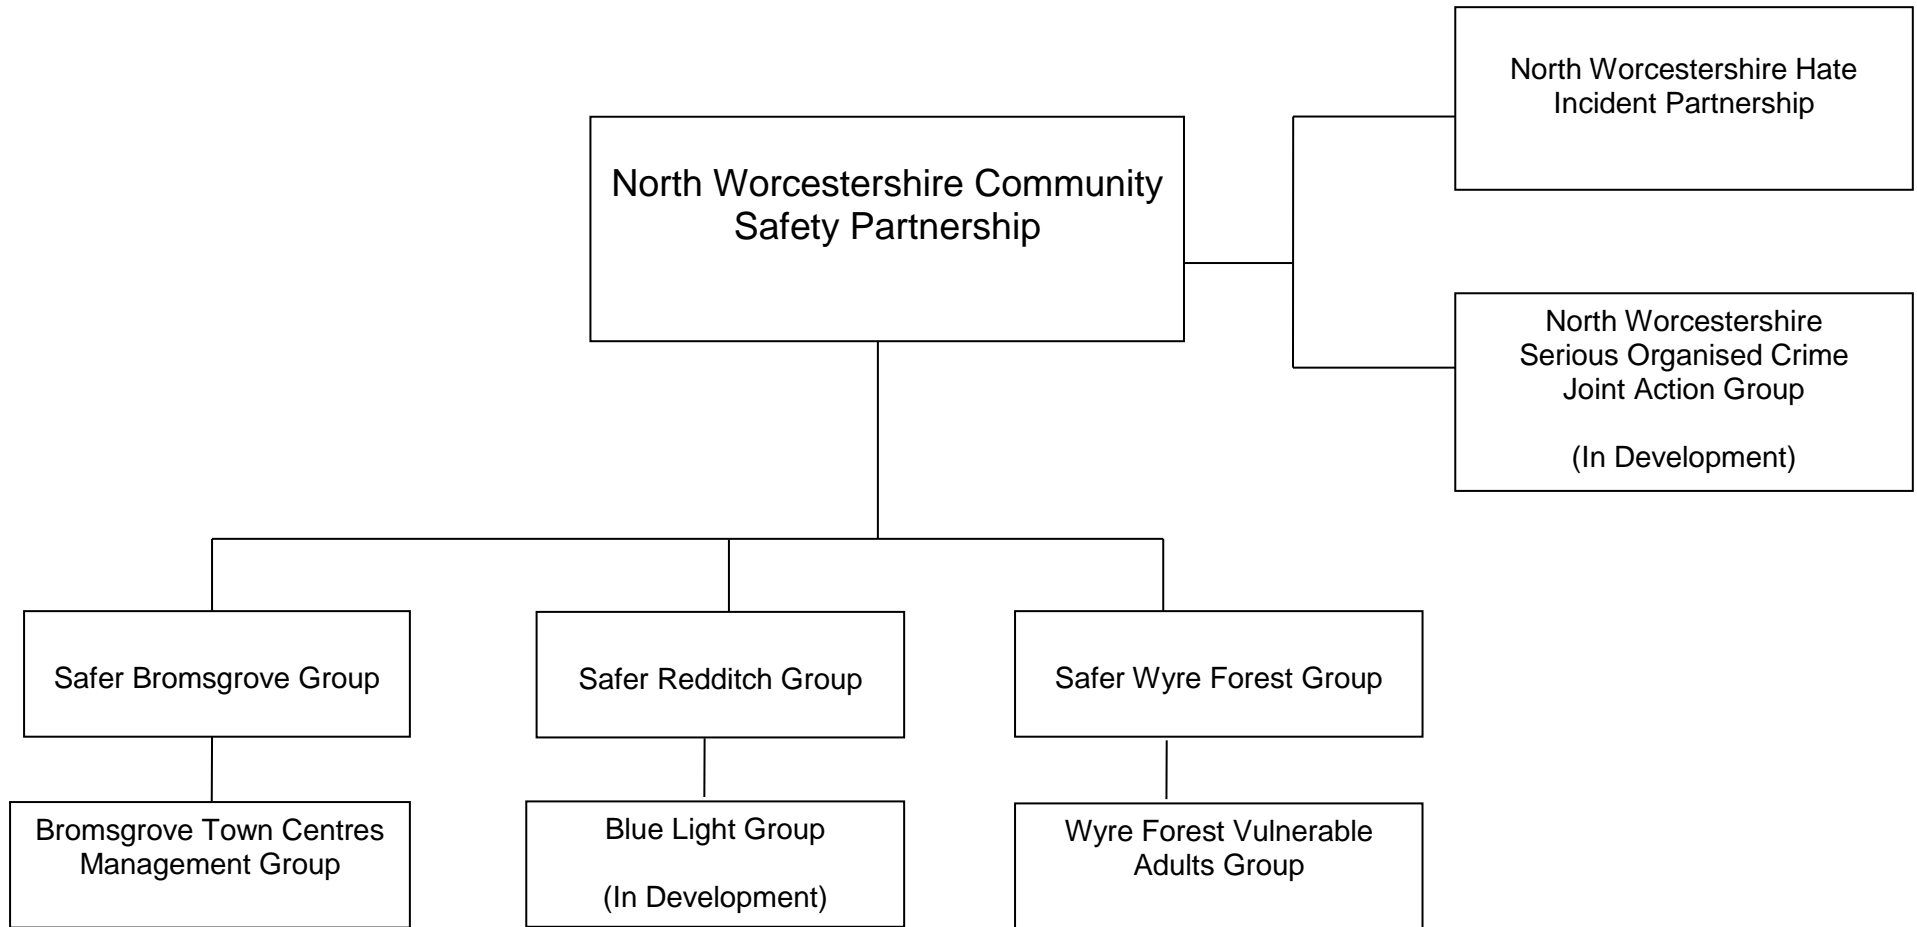 North Worcestershire Hate
Incident Partnership
North Worcestershire Community
Safety Partnership
North Worcestershire
Serious Organised Crime
Joint Action Group
(In Development)
Safer Bromsgrove Group
Safer Redditch Group
Safer Wyre Forest Group
Bromsgrove Town Centres
Management Group
Blue Light Group
(In Development)
Wyre Forest Vulnerable
Adults Group